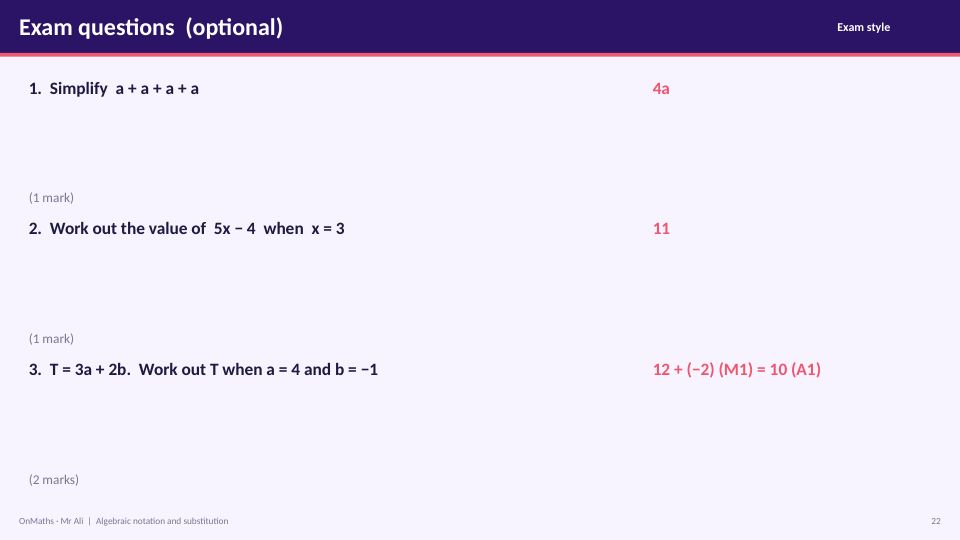 Exam questions (optional)
Exam style
1. Simplify a + a + a + a
4a
(1 mark)
2. Work out the value of 5x − 4 when x = 3
11
(1 mark)
3. T = 3a + 2b. Work out T when a = 4 and b = −1
12 + (−2) (M1) = 10 (A1)
(2 marks)
OnMaths - Mr Ali | Algebraic notation and substitution
22